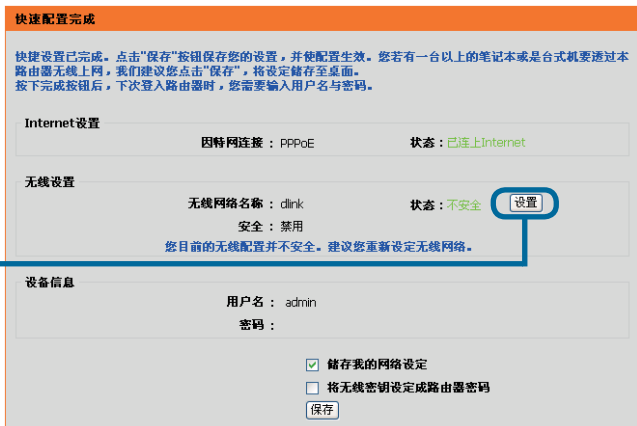 快速配置完成
快捷设置已完成。点击"保存"按钮保存您的设置，并使配置生效。您若有一台以上的笔记本或是台式机要透过本
路由器无线上网，我们建议您点击"保存"，将设定储存至桌面。
按下完成按钮后，下次登入路由器时，您需要输入用户名与密码。
Internet设置
因特网连接： PPPoE 状态：已连上Internet
无线设置
无线网络名称： dlink 状态：不安全 设置
安全： 禁用
您目前的无线配置并不安全。建议您重新设定无线网络。
设备信息
用户名： admin
密码：
储存我的网络设定
将无线密钥设定成路由器密码
保存